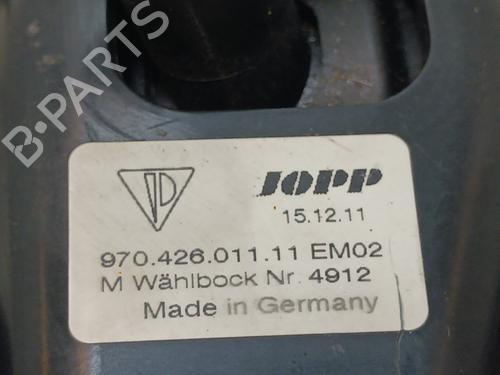 B-PARTS
JOPP
15.12.11
970.426.011.11 EM02
M Wählbock Nr. 4912
Made in Germany